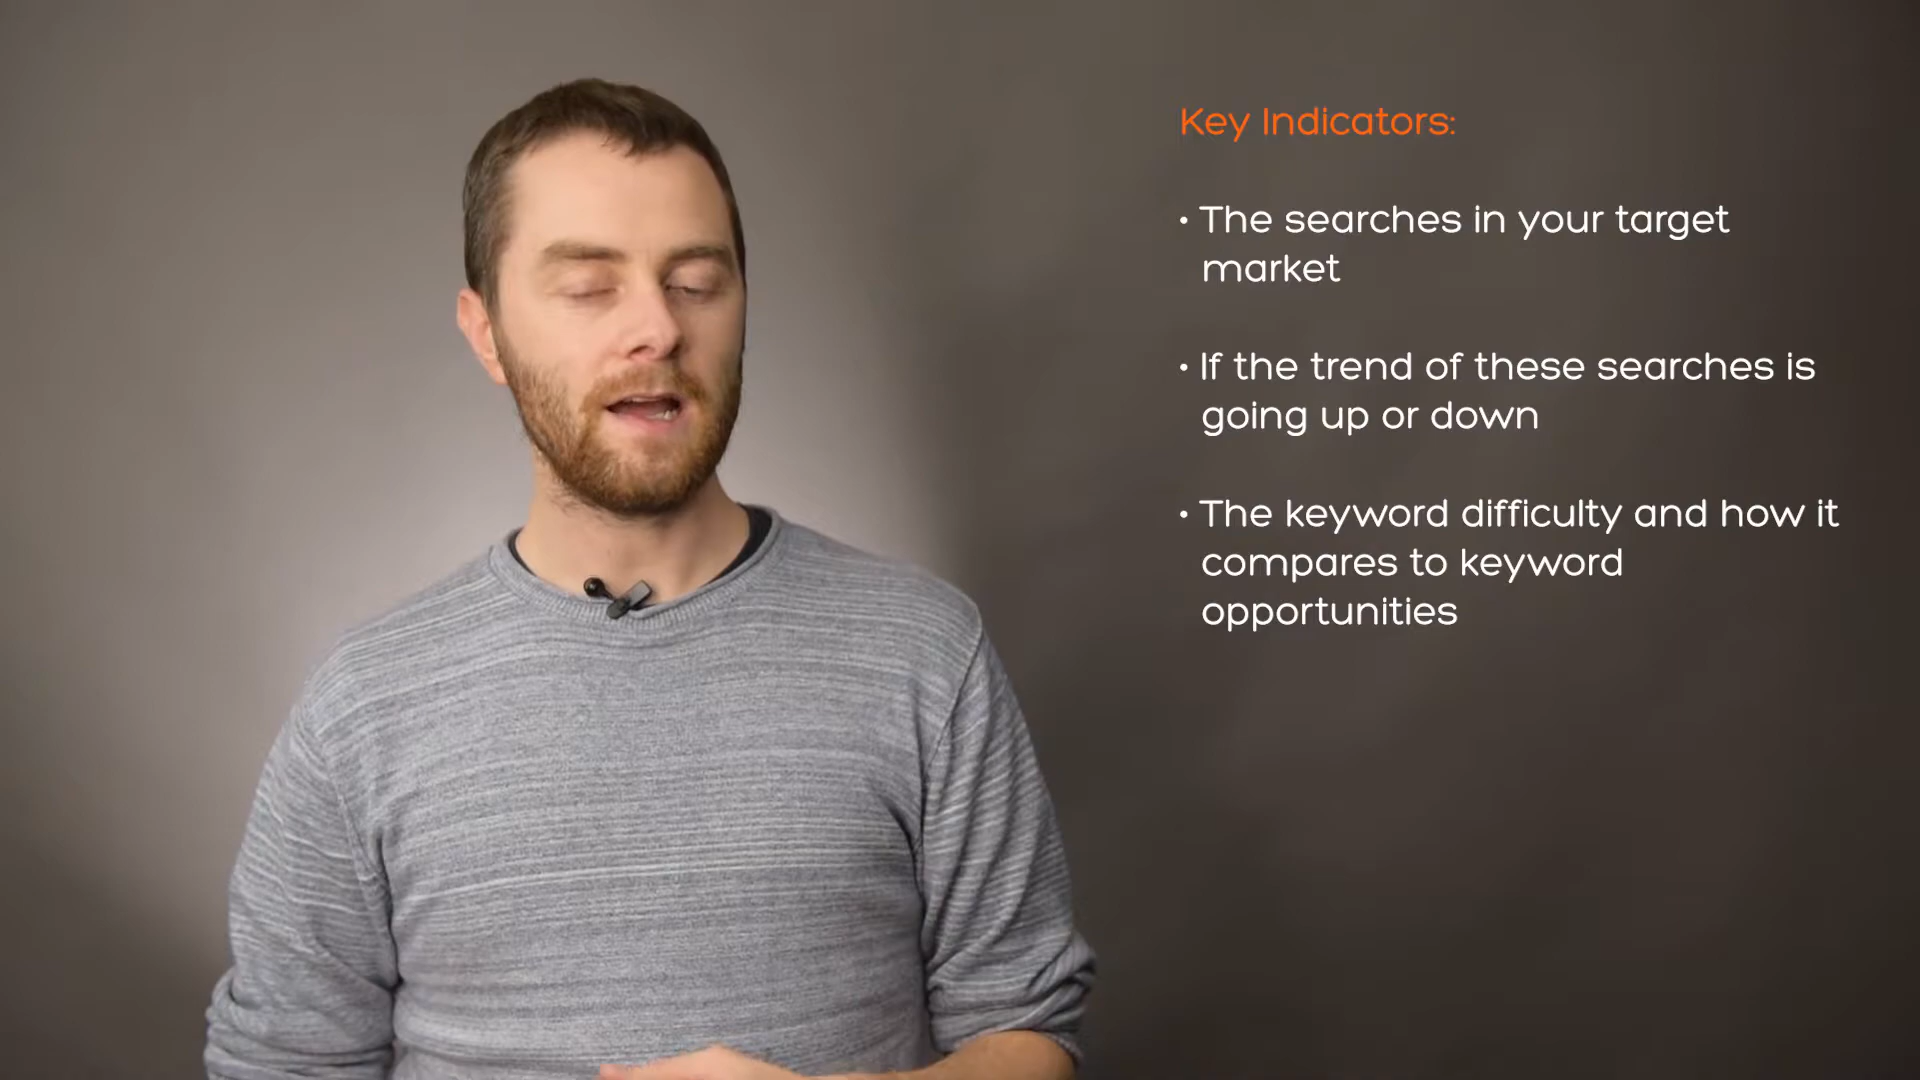 Key Indicators:
• The searches in your target
market
• If the trend of these searches is
going up or down
• The keyword difficulty and how it
compares to keyword
opportunities